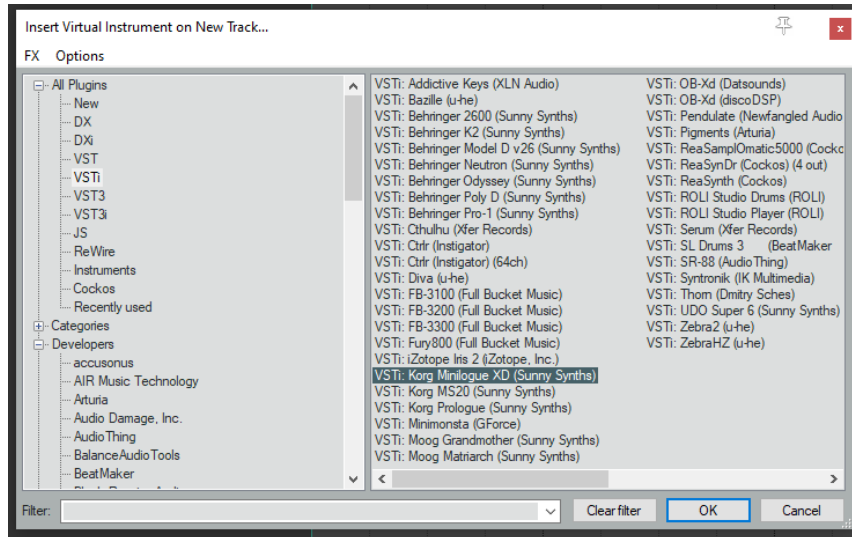 Insert Virtual Instrument on New Track...
x
FX Options
All Plugins
New
DX
DXi
VST
VSTi
VST3
VST3i
JS
ReWire
Instruments
Cockos
Recently used
Categories
Developers
accusonus
AIR Music Technology
Arturia
Audio Damage, Inc.
AudioThing
BalanceAudioTools
BeatMaker
VSTi: Addictive Keys (XLN Audio)
VSTi: Bazille (u-he)
VSTi: Behringer 2600 (Sunny Synths)
VSTi: Behringer K2 (Sunny Synths)
VSTi: Behringer Model D v26 (Sunny Synths)
VSTi: Behringer Neutron (Sunny Synths)
VSTi: Behringer Odyssey (Sunny Synths)
VSTi: Behringer Poly D (Sunny Synths)
VSTi: Behringer Pro-1 (Sunny Synths)
VSTi: Cthulhu (Xfer Records)
VSTi: Ctrlr (Instigator)
VSTi: Ctrlr (Instigator) (64ch)
VSTi: Diva (u-he)
VSTi: FB-3100 (Full Bucket Music)
VSTi: FB-3200 (Full Bucket Music)
VSTi: FB-3300 (Full Bucket Music)
VSTi: Fury800 (Full Bucket Music)
VSTi: iZotope Iris 2 (iZotope, Inc.)
VSTi: Korg Minilogue XD (Sunny Synths)
VSTi: Korg MS20 (Sunny Synths)
VSTi: Korg Prologue (Sunny Synths)
VSTi: Minimonsta (GForce)
VSTi: Moog Grandmother (Sunny Synths)
VSTi: Moog Matriarch (Sunny Synths)
VSTi: OB-Xd (Datsounds)
VSTi: OB-Xd (discoDSP)
VSTi: Pendulate (Newfangled Audio
VSTi: Pigments (Arturia)
VSTi: ReaSamplOmatic5000 (Cockc
VSTi: ReaSynDr (Cockos) (4 out)
VSTi: ReaSynth (Cockos)
VSTi: ROLI Studio Drums (ROLI)
VSTi: ROLI Studio Player (ROLI)
VSTi: Serum (Xfer Records)
VSTi: SL Drums 3 (BeatMaker
VSTi: SR-88 (AudioThing)
VSTi: Syntronik (IK Multimedia)
VSTi: Thorn (Dmitry Sches)
VSTi: UDO Super 6 (Sunny Synths)
VSTi: Zebra2 (u-he)
VSTi: ZebraHZ (u-he)
Filter:
Clear filter
OK
Cancel